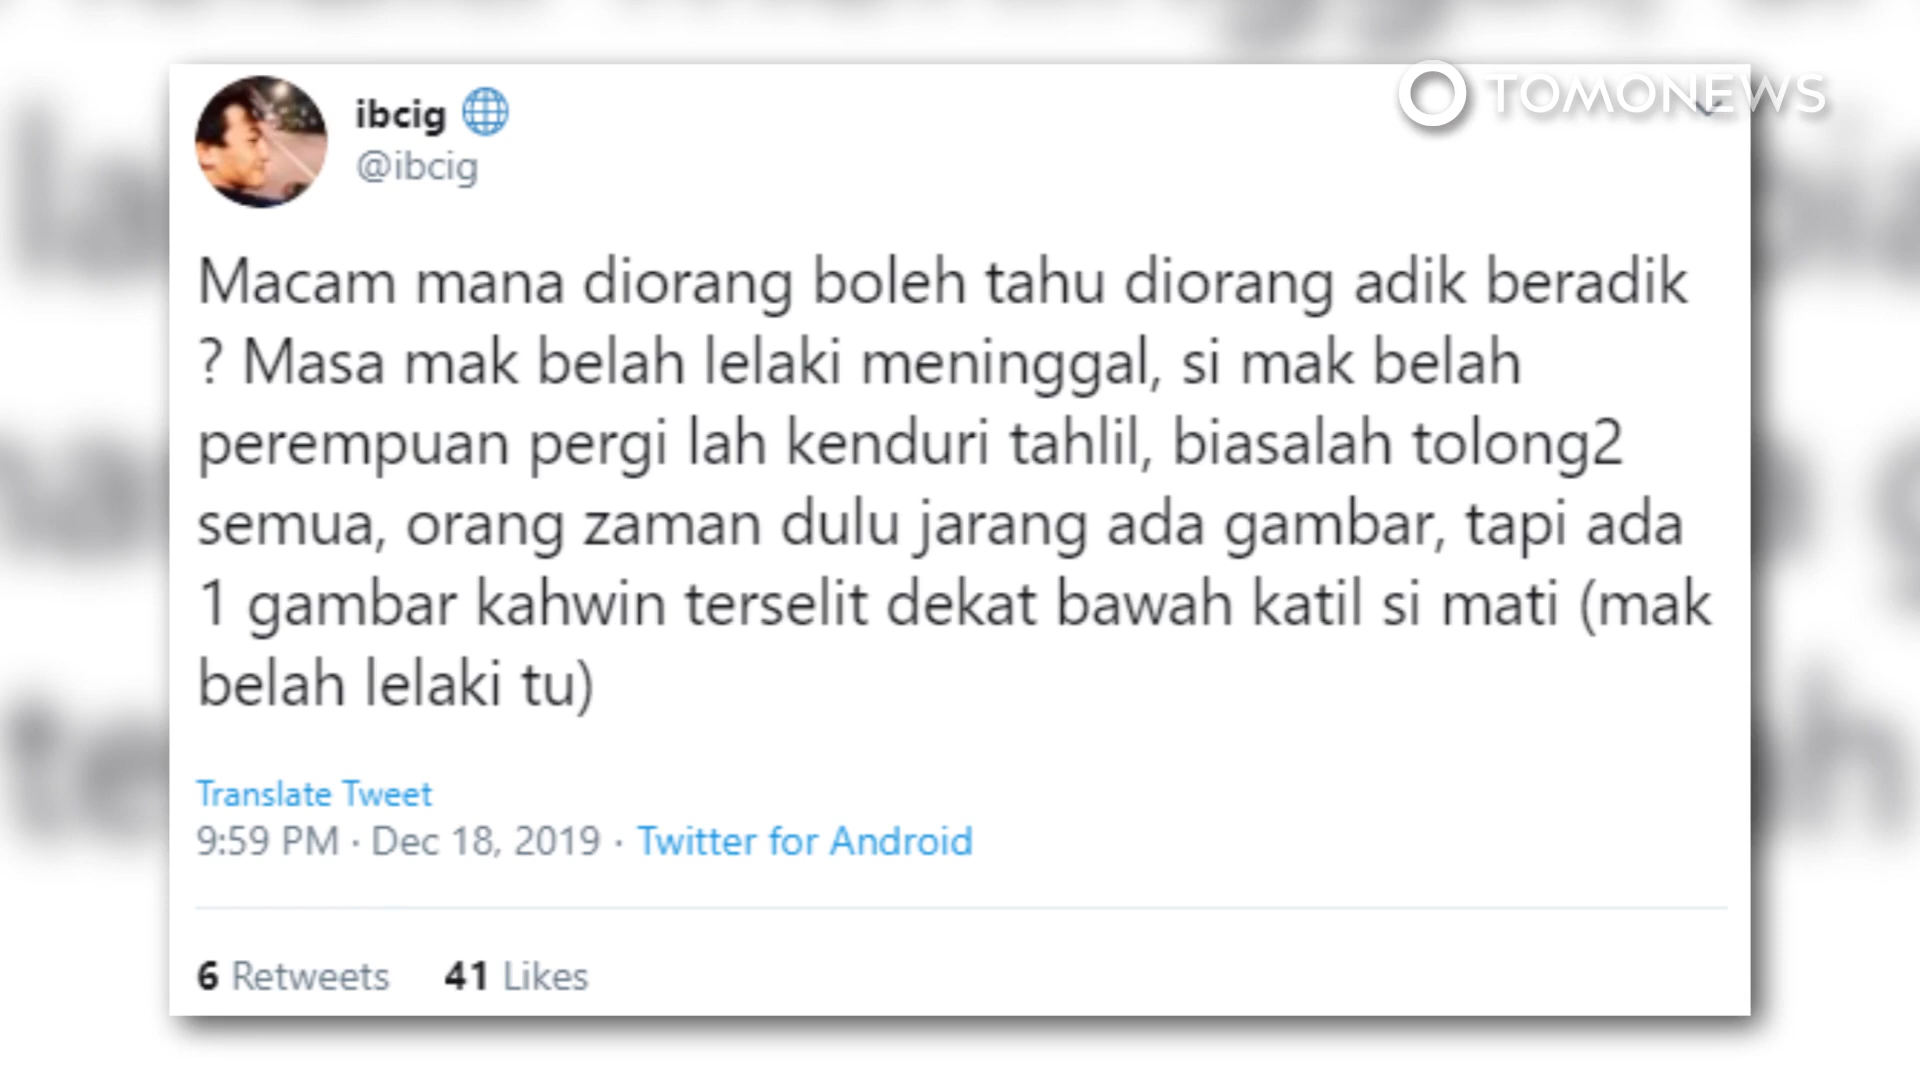 TOMONEWS
ibcig
@ibcig
Macam mana diorang boleh tahu diorang adik beradik
? Masa mak belah lelaki meninggal, si mak belah
perempuan pergi lah kenduri tahlil, biasalah tolong2
semua, orang zaman dulu jarang ada gambar, tapi ada
1 gambar kahwin terselit dekat bawah katil si mati (mak
belah lelaki tu)
Translate Tweet
9:59 PM · Dec 18, 2019 · Twitter for Android
6 Retweets 41 Likes